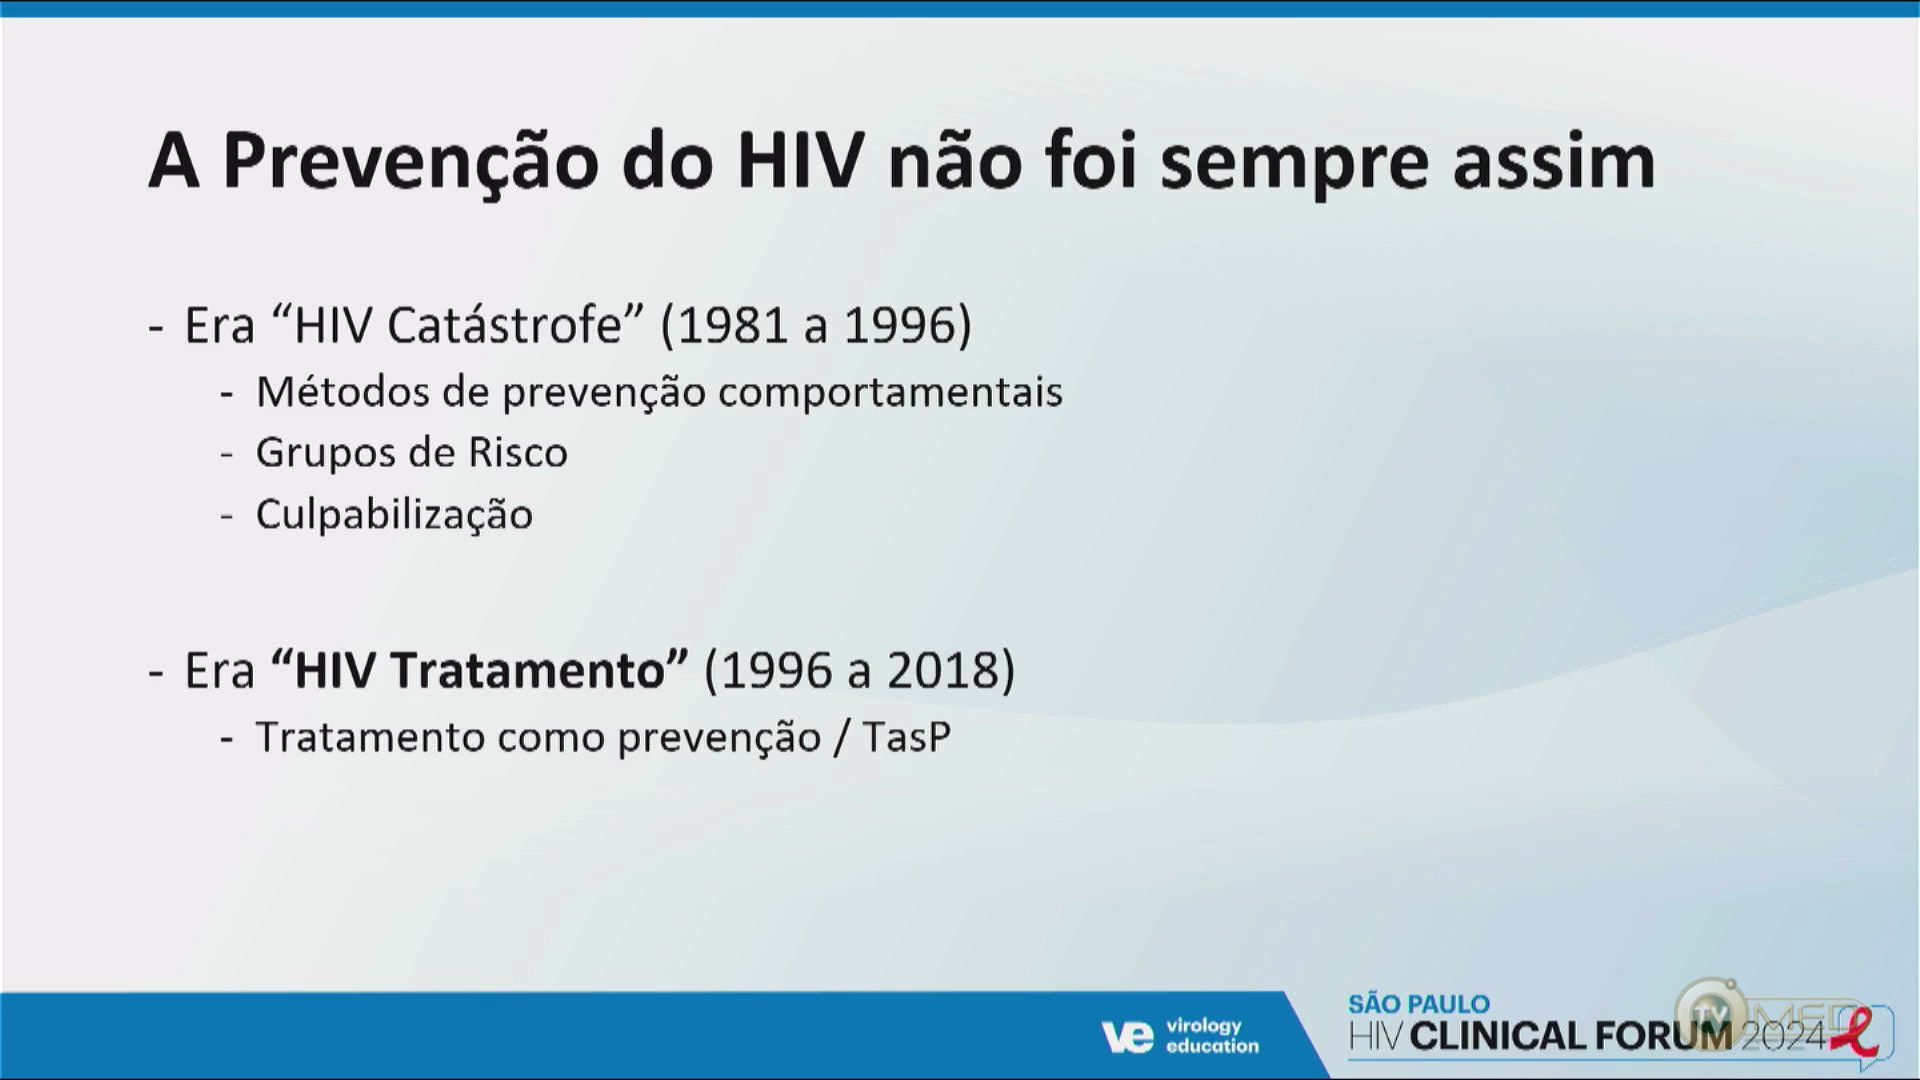 A Prevenção do HIV não foi sempre assim
- Era “HIV Catástrofe” (1981 a 1996)
- Métodos de prevenção comportamentais
- Grupos de Risco
- Culpabilização
- Era “HIV Tratamento” (1996 a 2018)
- Tratamento como prevenção / TasP
ve virology education
SÃO PAULO
HIV CLINICAL FORUM 2024
TV MED